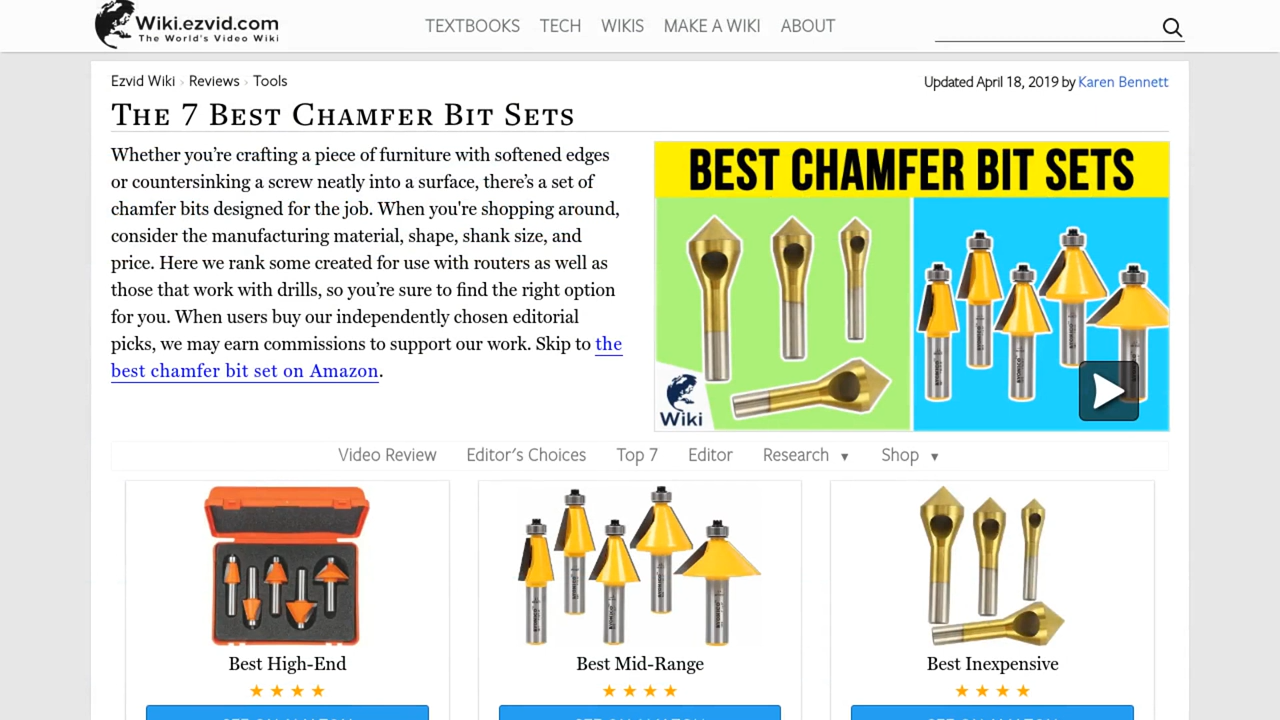 Wiki.ezvid.com
The World's Video Wiki
TEXTBOOKS TECH WIKIS MAKE A WIKI ABOUT
Ezvid Wiki › Reviews › Tools
Updated April 18, 2019 by Karen Bennett
The 7 Best Chamfer Bit Sets
Whether you're crafting a piece of furniture with softened edges
or countersinking a screw neatly into a surface, there's a set of
chamfer bits designed for the job. When you're shopping around,
consider the manufacturing material, shape, shank size, and
price. Here we rank some created for use with routers as well as
those that work with drills, so you're sure to find the right option
for you. When users buy our independently chosen editorial
picks, we may earn commissions to support our work. Skip to the
best chamfer bit set on Amazon.
BEST CHAMFER BIT SETS
Wiki
Video Review Editor's Choices Top 7 Editor Research ▼ Shop ▼
Best High-End
Best Mid-Range
Best Inexpensive
★ ★ ★ ★
★ ★ ★ ★
★ ★ ★ ★